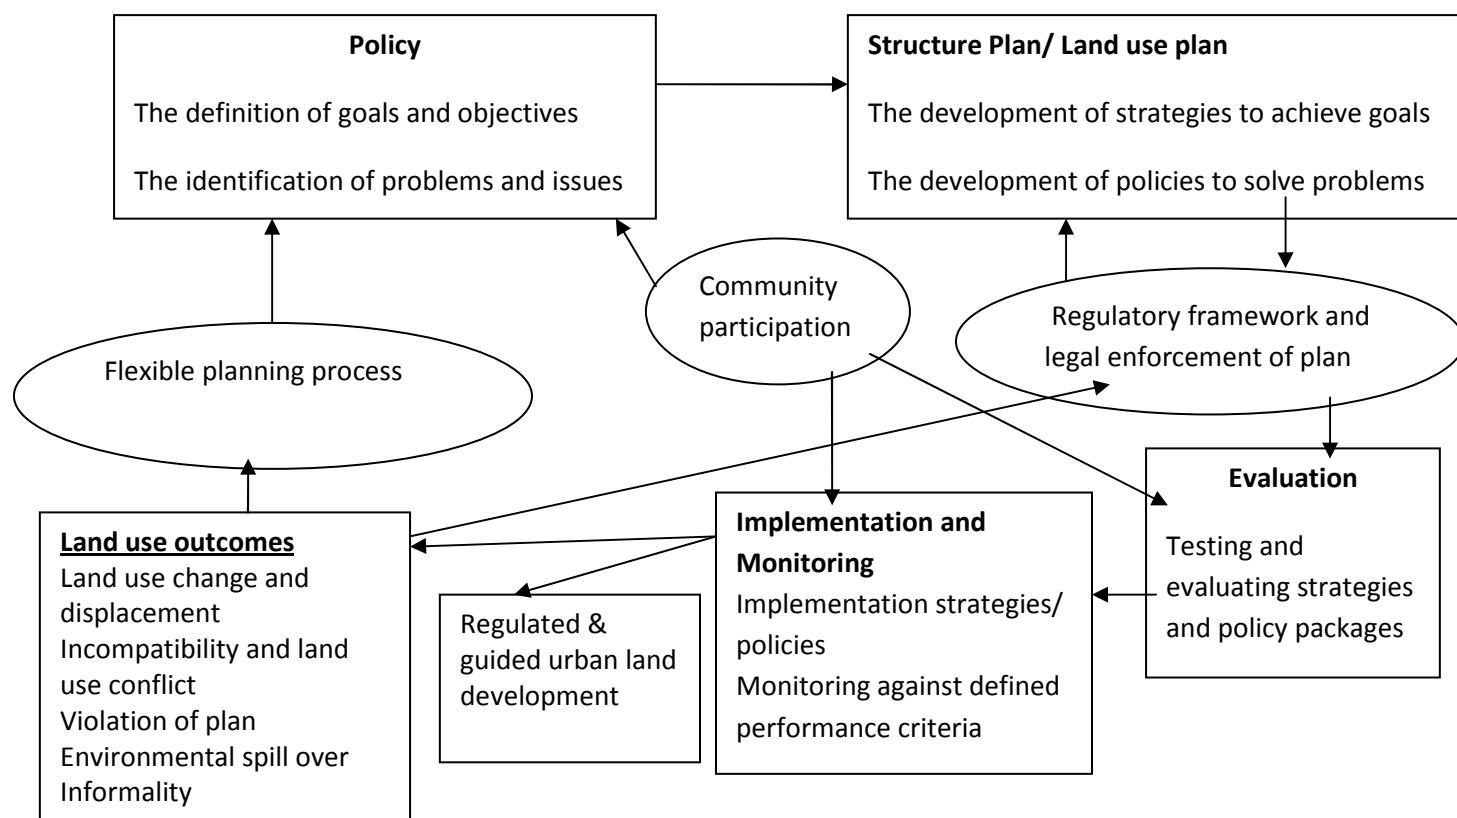 Policy
The definition of goals and objectives
The identification of problems and issues
Structure Plan/ Land use plan
The development of strategies to achieve goals
The development of policies to solve problems
Community
participation
Regulatory framework and
legal enforcement of plan
Flexible planning process
Evaluation
Testing and
evaluating strategies
and policy packages
Implementation and
Monitoring
Implementation strategies/
policies
Monitoring against defined
performance criteria
Regulated &
guided urban land
development
Land use outcomes
Land use change and
displacement
Incompatibility and land
use conflict
Violation of plan
Environmental spill over
Informality